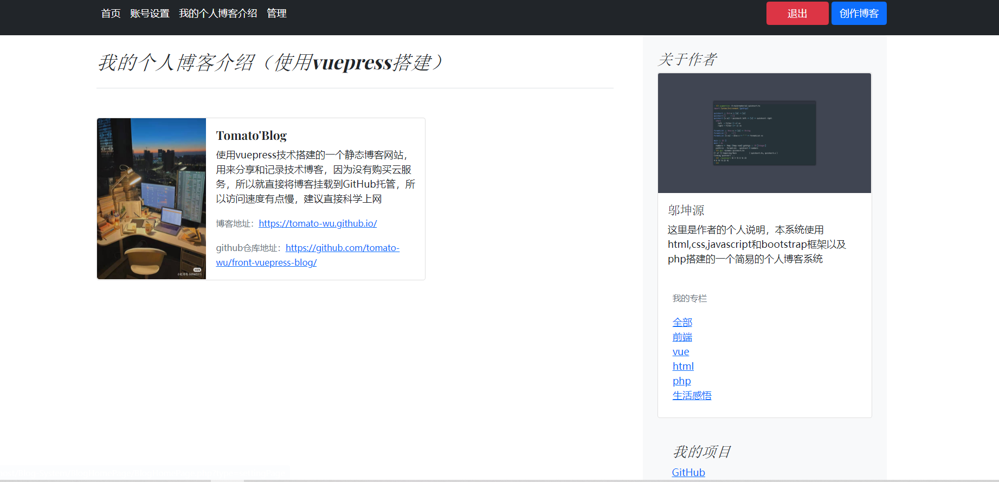 首页 账号设置 我的个人博客介绍 管理 退出 创作博客
我的个人博客介绍（使用vuepress搭建）
Tomato'Blog
使用vuepress技术搭建的一个静态博客网站，
用来分享和记录技术博客，因为没有购买云服
务，所以就直接将博客挂载到GitHub托管，所
以访问速度有点慢，建议直接科学上网
博客地址：https://tomato-wu.github.io/
github仓库地址：https://github.com/tomato-
wu/front-vuepress-blog/
关于作者
邬坤源
这里是作者的个人说明，本系统使用
html,css,javascript和bootstrap框架以及
php搭建的一个简易的个人博客系统
我的专栏
全部
前端
vue
html
php
生活感悟
我的项目
GitHub